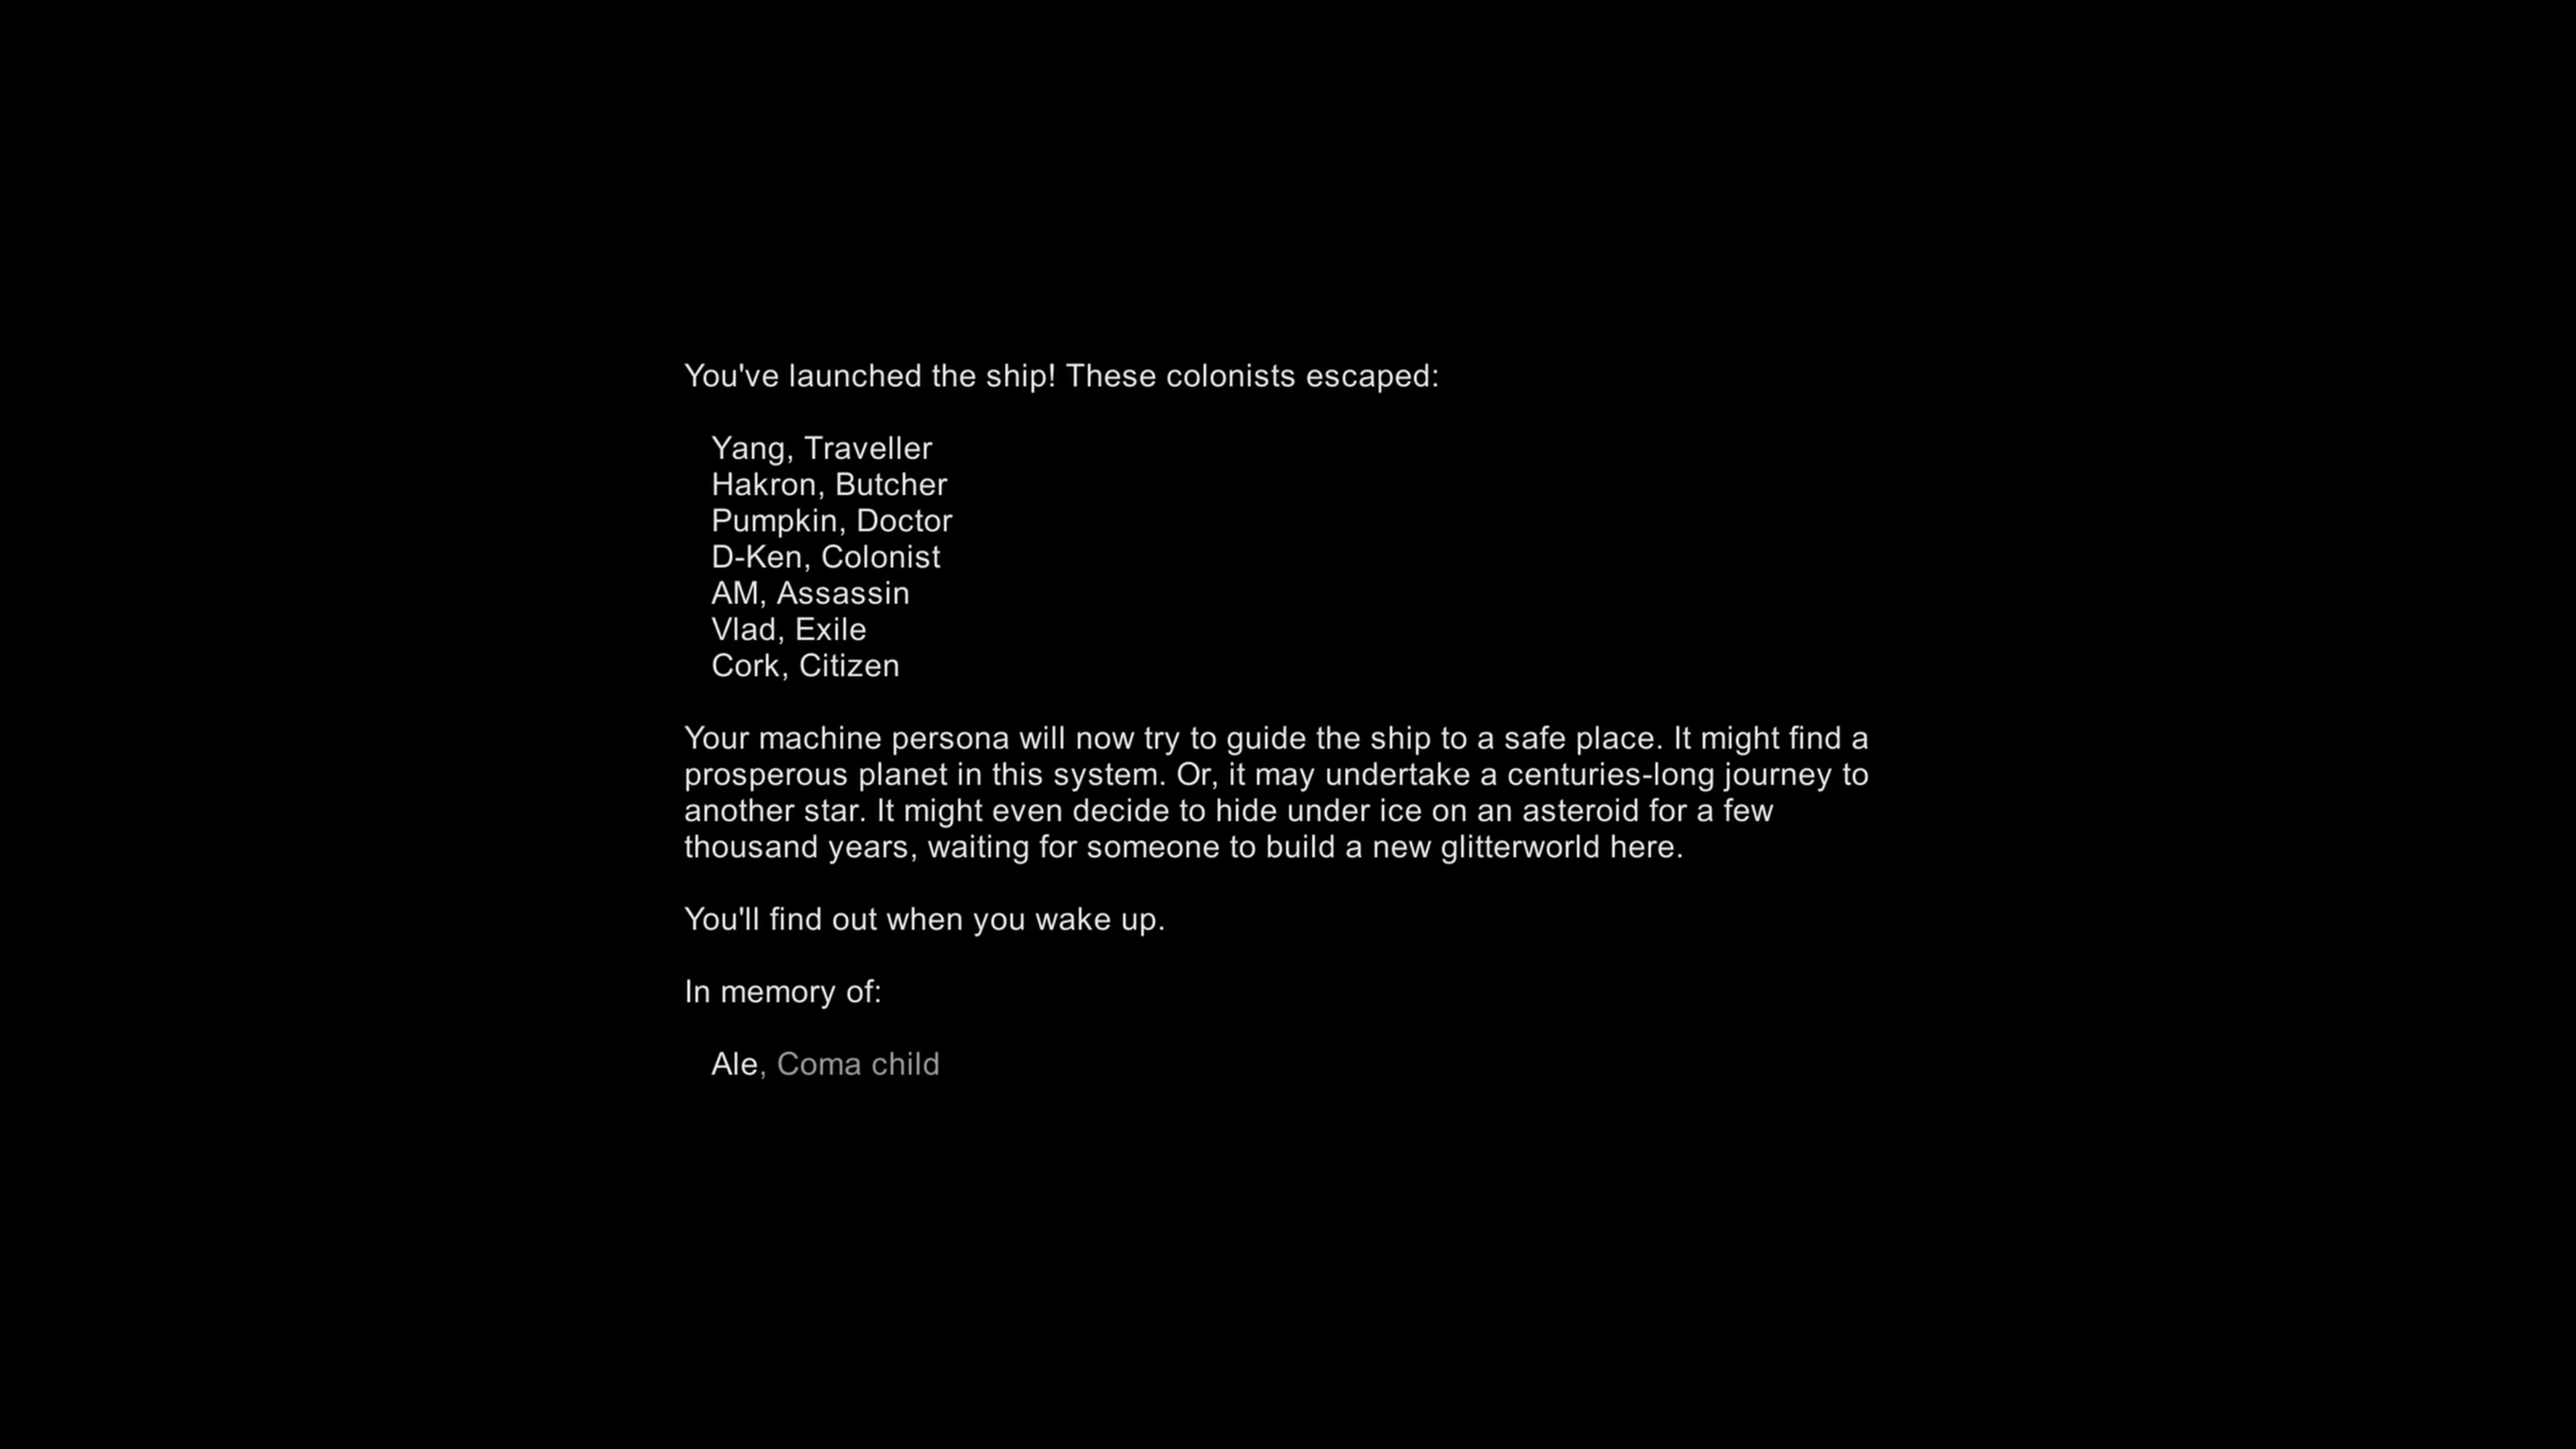 You've launched the ship! These colonists escaped:
Yang, Traveller
Hakron, Butcher
Pumpkin, Doctor
D-Ken, Colonist
AM, Assassin
Vlad, Exile
Cork, Citizen
Your machine persona will now try to guide the ship to a safe place. It might find a
prosperous planet in this system. Or, it may undertake a centuries-long journey to
another star. It might even decide to hide under ice on an asteroid for a few
thousand years, waiting for someone to build a new glitterworld here.
You'll find out when you wake up.
In memory of:
Ale, Coma child